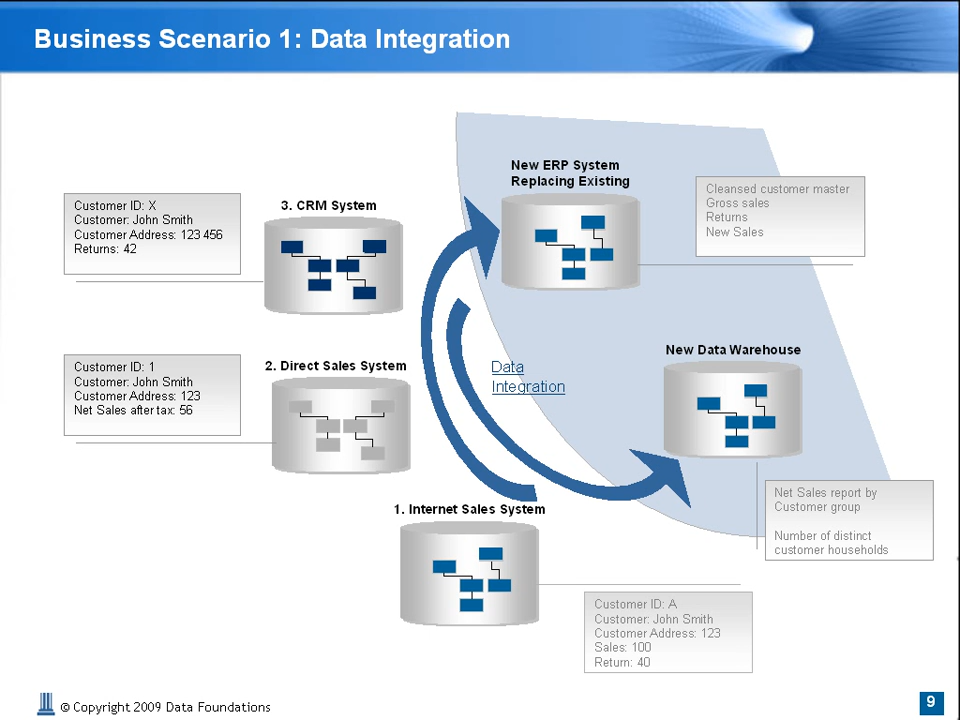 Business Scenario 1: Data Integration
New ERP System
Replacing Existing
Cleansed customer master
Gross sales
Returns
New Sales
3. CRM System
Customer ID: X
Customer: John Smith
Customer Address: 123 456
Returns: 42
New Data Warehouse
2. Direct Sales System
Customer ID: 1
Customer: John Smith
Customer Address: 123
Net Sales after tax: 56
Data
Integration
Net Sales report by
Customer group
Number of distinct
customer households
1. Internet Sales System
Customer ID: A
Customer: John Smith
Customer Address: 123
Sales: 100
Return: 40
© Copyright 2009 Data Foundations
9